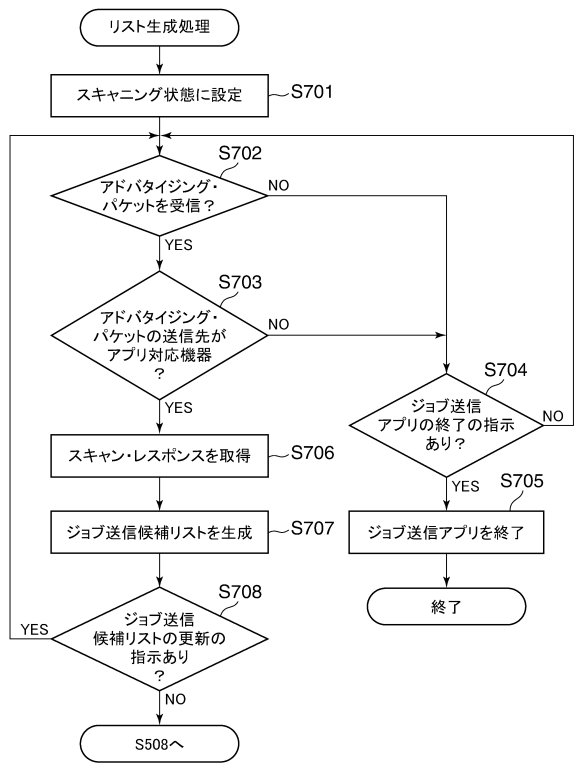 リスト生成処理
スキャニング状態に設定
S701
S702
アドバタイジング・
パケットを受信？
NO
YES
S703
アドバタイジング・
パケットの送信先が
アプリ対応機器
？
NO
YES
S704
ジョブ送信
アプリの終了の指示
あり？
NO
YES
S705
ジョブ送信アプリを終了
終了
スキャン・レスポンスを取得
S706
ジョブ送信候補リストを生成
S707
S708
ジョブ送信
候補リストの更新の
指示あり
？
YES
NO
S508へ